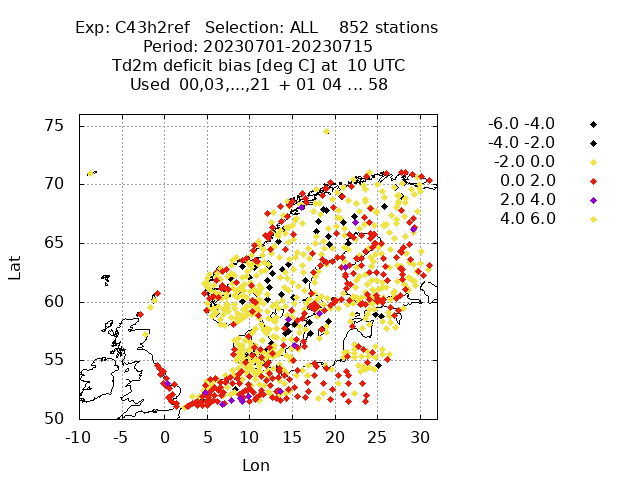 Exp: C43h2ref   Selection: ALL    852 stations
Period: 20230701-20230715
Td2m deficit bias [deg C] at  10 UTC
Used  00,03,...,21  + 01 04 ... 58
-6.0 -4.0
-4.0 -2.0
-2.0 0.0
0.0 2.0
2.0 4.0
4.0 6.0
75
70
65
60
55
50
Lat
-10 -5 0 5 10 15 20 25 30
Lon